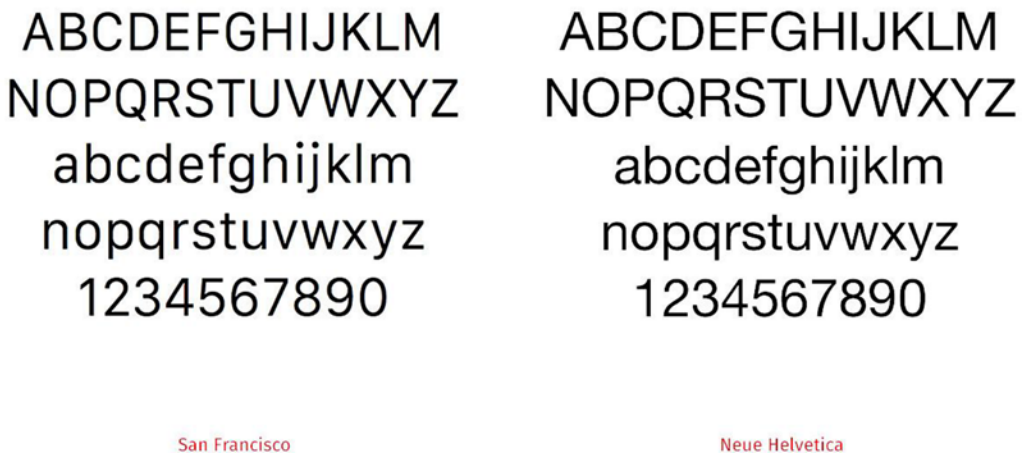 ABCDEFGHIJKLM
NOPQRSTUVWXYZ
abcdefghijklm
nopqrstuvwxyz
1234567890
San Francisco
ABCDEFGHIJKLM
NOPQRSTUVWXYZ
abcdefghijklm
nopqrstuvwxyz
1234567890
Neue Helvetica